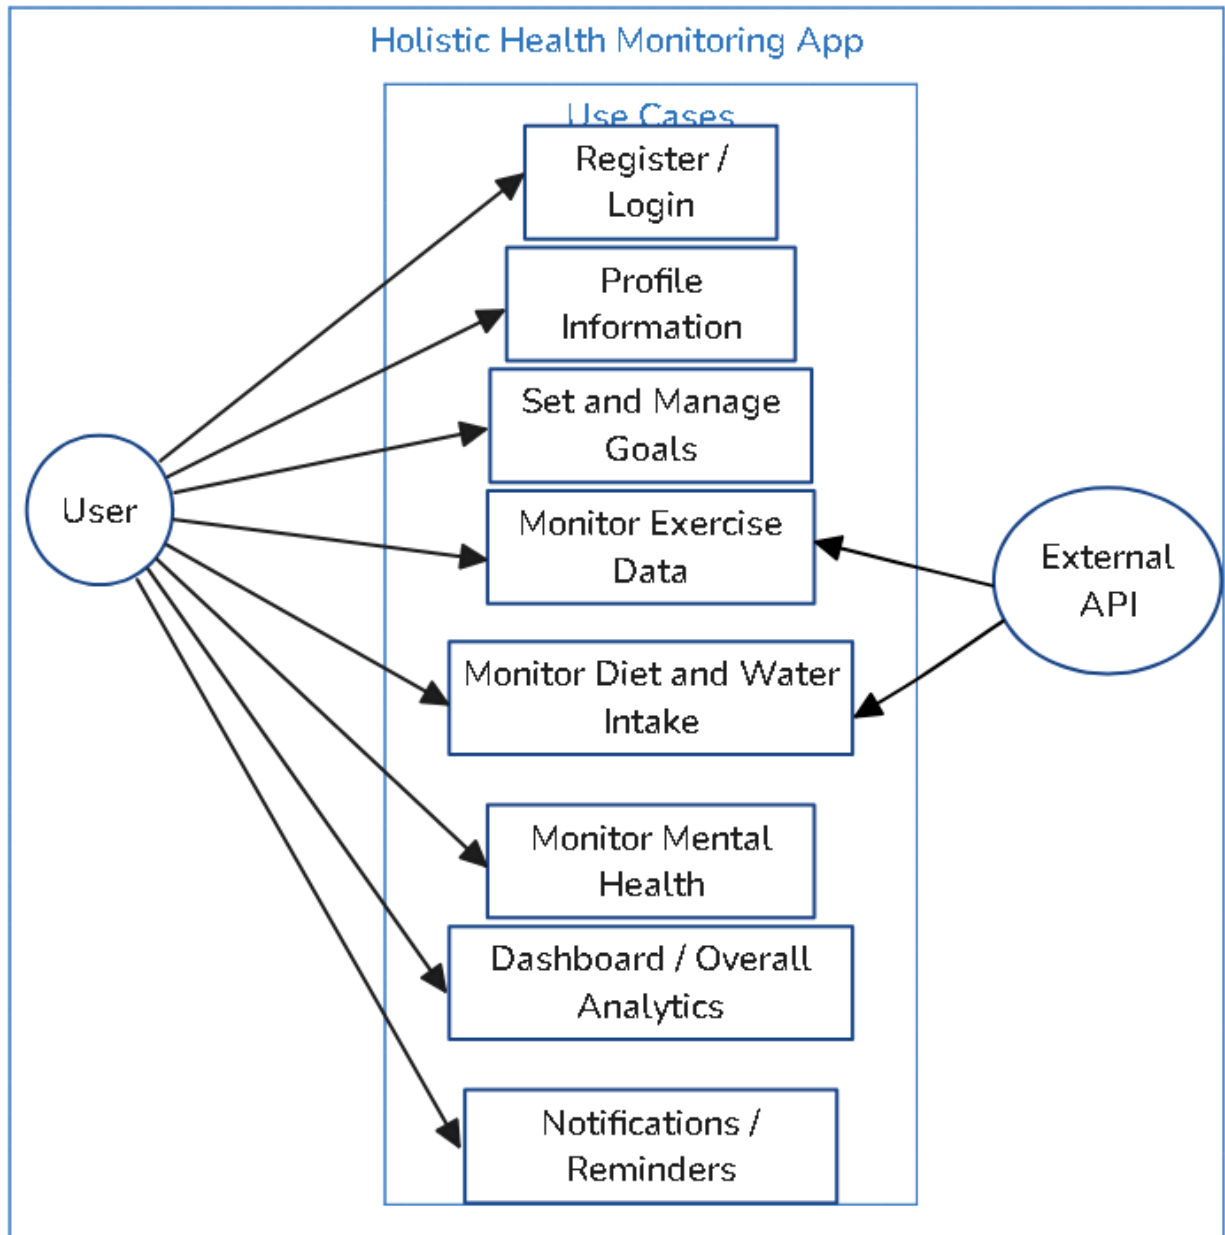 Holistic Health Monitoring App
Use Cases
Register /
Login
Profile
Information
Set and Manage
Goals
User
Monitor Exercise
Data
External
API
Monitor Diet and Water
Intake
Monitor Mental
Health
Dashboard / Overall
Analytics
Notifications /
Reminders